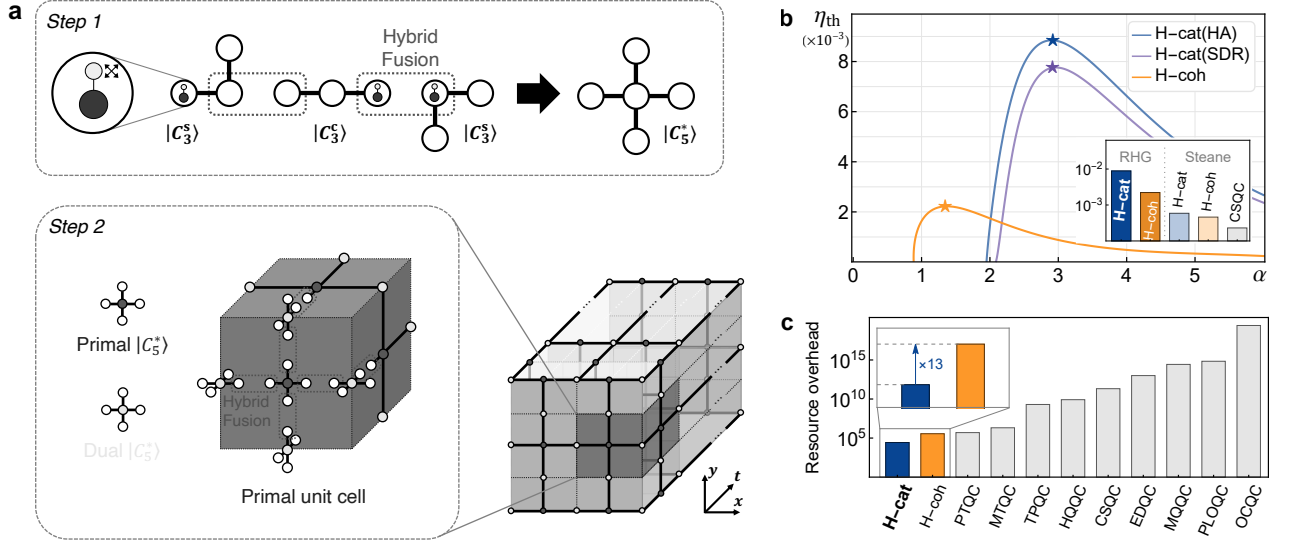 a
Step 1
Hybrid
Fusion
|C₃ˢ⟩
|C₃ᶜ⟩
|C₃ˢ⟩
|C₅*⟩
Step 2
Primal |C₅*⟩
Dual |C₅*⟩
Hybrid
Fusion
Primal unit cell
y
t
x
b
η_th
(×10⁻³)
8
6
4
2
0
1
2
3
4
5
α
H−cat(HA)
H−cat(SDR)
H−coh
RHG
Steane
10⁻²
10⁻³
H−cat
H−coh
H−cat
H−coh
CSQC
c
Resource overhead
10¹⁵
10¹⁰
10⁵
×13
H−cat
H−coh
PTQC
MTQC
TPQC
HQQC
CSQC
EDQC
MQQC
PLOQC
OCQC